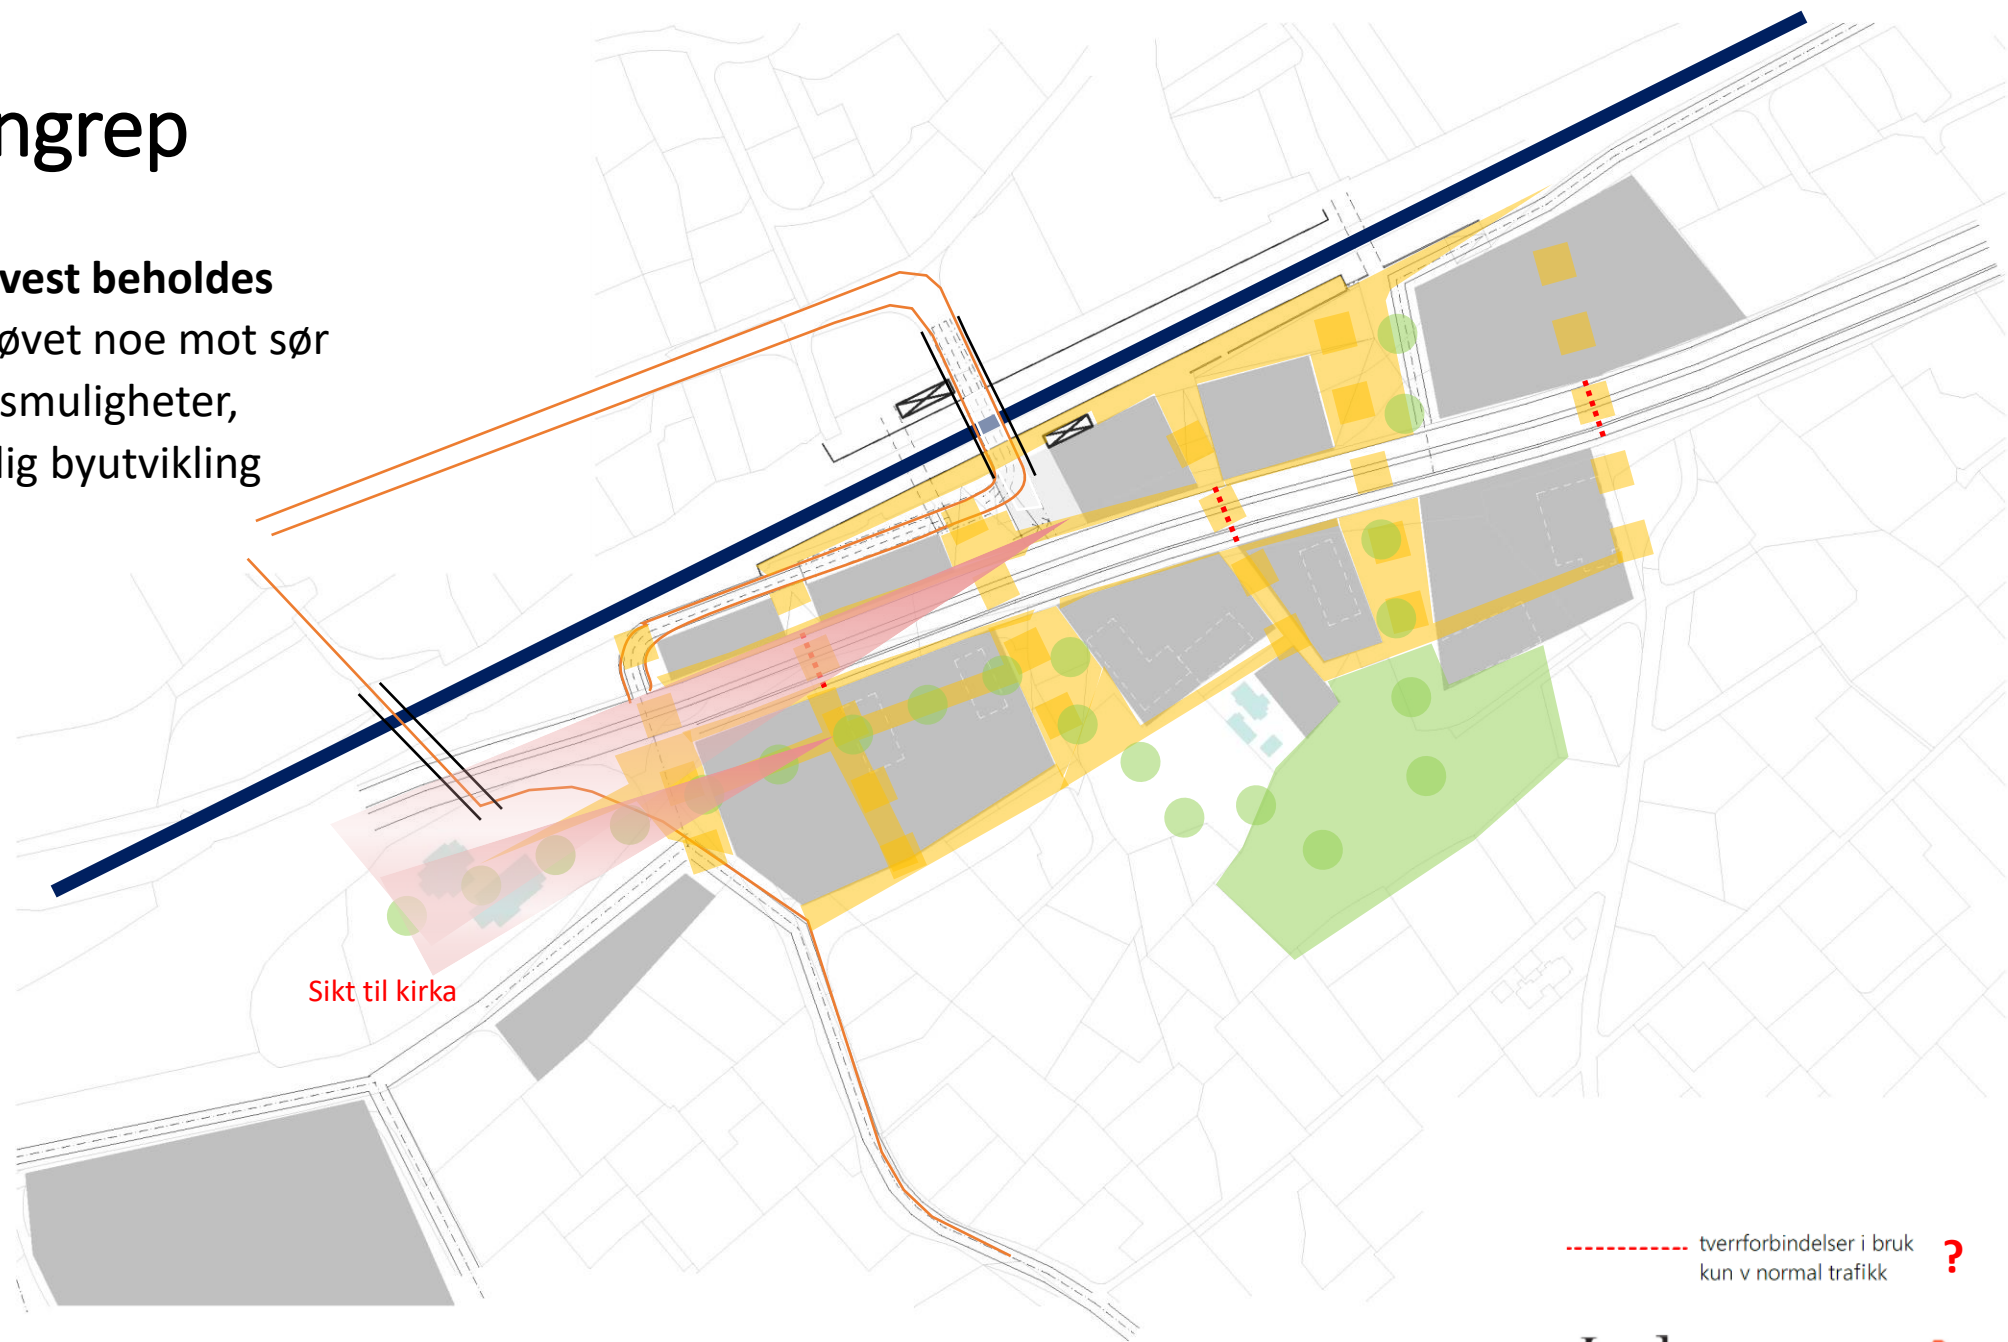 ngrep
vest beholdes
øvet noe mot sør
smuligheter,
lig byutvikling
Sikt til kirka
tverrforbindelser i bruk ?
kun v normal trafikk